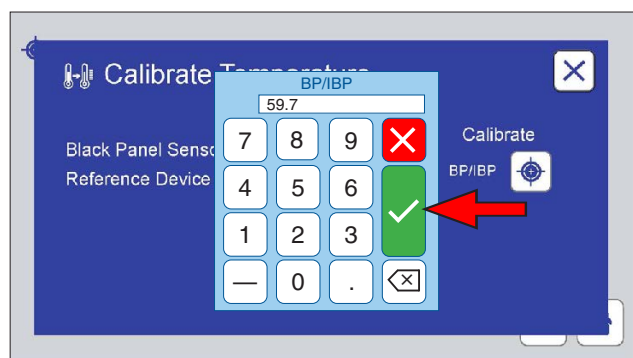 Calibrate Temperature
BP/IBP
59.7
7 8 9
Black Panel Senso
Calibrate
Reference Device
BP/IBP
4 5 6
1 2 3
— 0 .